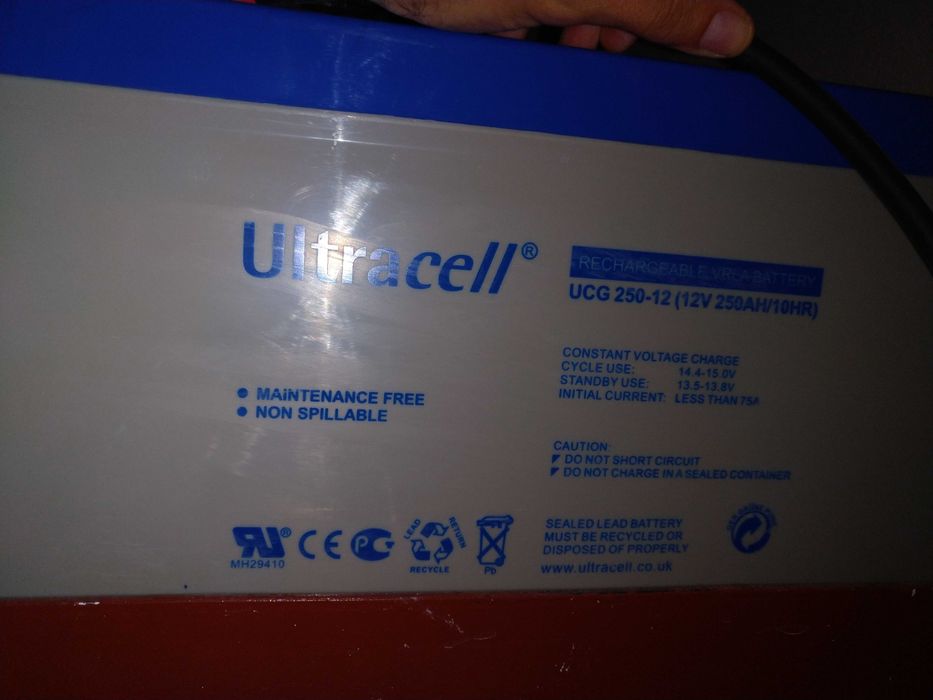 Ultracell®
RECHARGEABLE VRLA BATTERY
UCG 250-12 (12V 250AH/10HR)
CONSTANT VOLTAGE CHARGE
CYCLE USE: 14.4-15.0V
STANDBY USE: 13.5-13.8V
INITIAL CURRENT: LESS THAN 75A
• MAINTENANCE FREE
• NON SPILLABLE
CAUTION:
DO NOT SHORT CIRCUIT
DO NOT CHARGE IN A SEALED CONTAINER
MH29410
CE
LEAD
RETURN
RECYCLE
Pb
SEALED LEAD BATTERY
MUST BE RECYCLED OR
DISPOSED OF PROPERLY
www.ultracell.co.uk